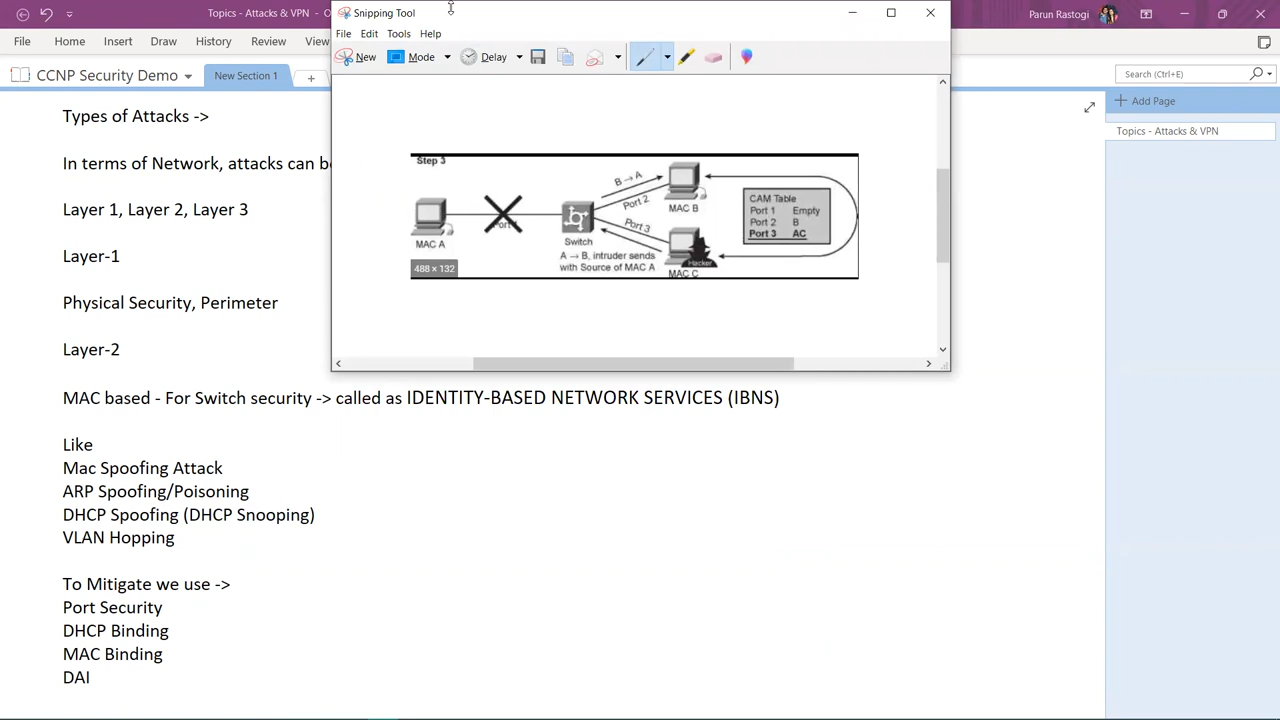 Topics - Attacks & VPN - O
Parun Rastogi
File Home Insert Draw History Review View
CCNP Security Demo New Section 1 +
Search (Ctrl+E)
Add Page
Topics - Attacks & VPN
Snipping Tool
File Edit Tools Help
New Mode Delay
Step 3
B → A
Port 2
Port 3
MAC A
Switch
A → B, intruder sends
with Source of MAC A
MAC B
Hacker
MAC C
CAM Table
Port 1 Empty
Port 2 B
Port 3 AC
488 × 132
Types of Attacks ->
In terms of Network, attacks can be
Layer 1, Layer 2, Layer 3
Layer-1
Physical Security, Perimeter
Layer-2
MAC based - For Switch security -> called as IDENTITY-BASED NETWORK SERVICES (IBNS)
Like
Mac Spoofing Attack
ARP Spoofing/Poisoning
DHCP Spoofing (DHCP Snooping)
VLAN Hopping
To Mitigate we use ->
Port Security
DHCP Binding
MAC Binding
DAI